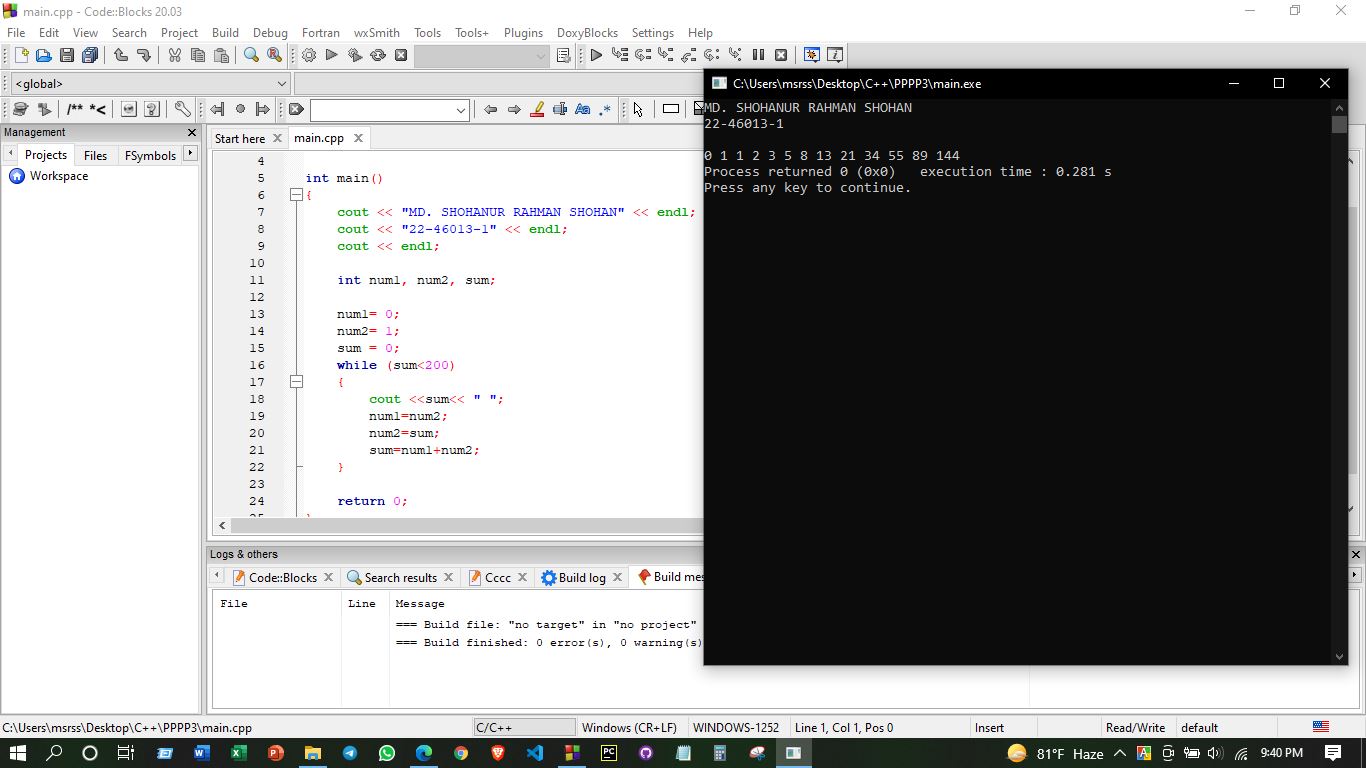 main.cpp - Code::Blocks 20.03
File Edit View Search Project Build Debug Fortran wxSmith Tools Tools+ Plugins DoxyBlocks Settings Help
<global>
/** *<
Aa .*
Management
Projects Files FSymbols
Workspace
Start here main.cpp
4
5 int main()
6 {
7 cout << "MD. SHOHANUR RAHMAN SHOHAN" << endl;
8 cout << "22-46013-1" << endl;
9 cout << endl;
10
11 int num1, num2, sum;
12
13 num1= 0;
14 num2= 1;
15 sum = 0;
16 while (sum<200)
17 {
18 cout <<sum<< " ";
19 num1=num2;
20 num2=sum;
21 sum=num1+num2;
22 }
23
24 return 0;
25 }
C:\Users\msrss\Desktop\C++\PPPP3\main.exe
MD. SHOHANUR RAHMAN SHOHAN
22-46013-1
0 1 1 2 3 5 8 13 21 34 55 89 144
Process returned 0 (0x0) execution time : 0.281 s
Press any key to continue.
Logs & others
Code::Blocks Search results Cccc Build log Build mes
File Line Message
=== Build file: "no target" in "no project"
=== Build finished: 0 error(s), 0 warning(s)
C:\Users\msrss\Desktop\C++\PPPP3\main.cpp C/C++ Windows (CR+LF) WINDOWS-1252 Line 1, Col 1, Pos 0 Insert Read/Write default
81°F Haze 9:40 PM